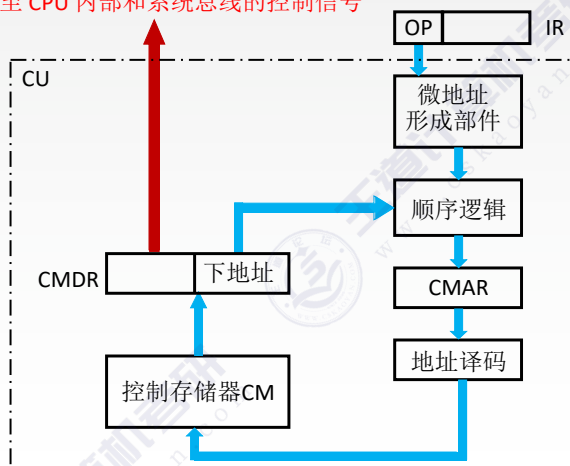 至 CPU 内部和系统总线的控制信号
OP
IR
CU
微地址
形成部件
顺序逻辑
CMDR
下地址
CMAR
地址译码
控制存储器CM